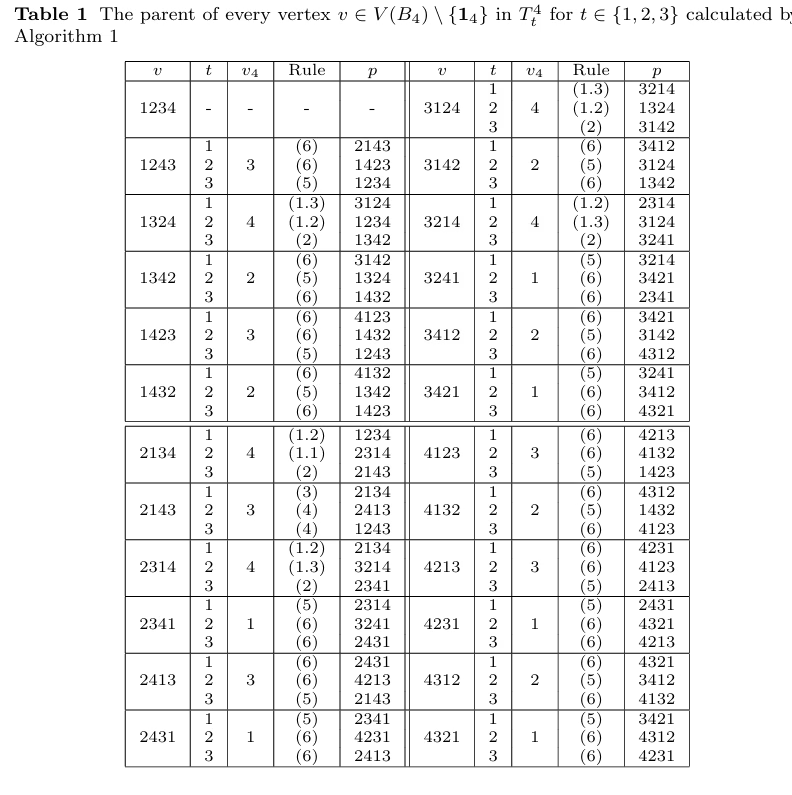 Table 1 The parent of every vertex v ∈ V(B₄) \ {𝟏₄} in Tₜ⁴ for t ∈ {1, 2, 3} calculated by
Algorithm 1
v t v₄ Rule p v t v₄ Rule p
1 (1.3) 3214
1234 - - - - 3124 2 4 (1.2) 1324
3 (2) 3142
1 (6) 2143 1 (6) 3412
1243 2 3 (6) 1423 3142 2 2 (5) 3124
3 (5) 1234 3 (6) 1342
1 (1.3) 3124 1 (1.2) 2314
1324 2 4 (1.2) 1234 3214 2 4 (1.3) 3124
3 (2) 1342 3 (2) 3241
1 (6) 3142 1 (5) 3214
1342 2 2 (5) 1324 3241 2 1 (6) 3421
3 (6) 1432 3 (6) 2341
1 (6) 4123 1 (6) 3421
1423 2 3 (6) 1432 3412 2 2 (5) 3142
3 (5) 1243 3 (6) 4312
1 (6) 4132 1 (5) 3241
1432 2 2 (5) 1342 3421 2 1 (6) 3412
3 (6) 1423 3 (6) 4321
1 (1.2) 1234 1 (6) 4213
2134 2 4 (1.1) 2314 4123 2 3 (6) 4132
3 (2) 2143 3 (5) 1423
1 (3) 2134 1 (6) 4312
2143 2 3 (4) 2413 4132 2 2 (5) 1432
3 (4) 1243 3 (6) 4123
1 (1.2) 2134 1 (6) 4231
2314 2 4 (1.3) 3214 4213 2 3 (6) 4123
3 (2) 2341 3 (5) 2413
1 (5) 2314 1 (5) 2431
2341 2 1 (6) 3241 4231 2 1 (6) 4321
3 (6) 2431 3 (6) 4213
1 (6) 2431 1 (6) 4321
2413 2 3 (6) 4213 4312 2 2 (5) 3412
3 (5) 2143 3 (6) 4132
1 (5) 2341 1 (5) 3421
2431 2 1 (6) 4231 4321 2 1 (6) 4312
3 (6) 2413 3 (6) 4231